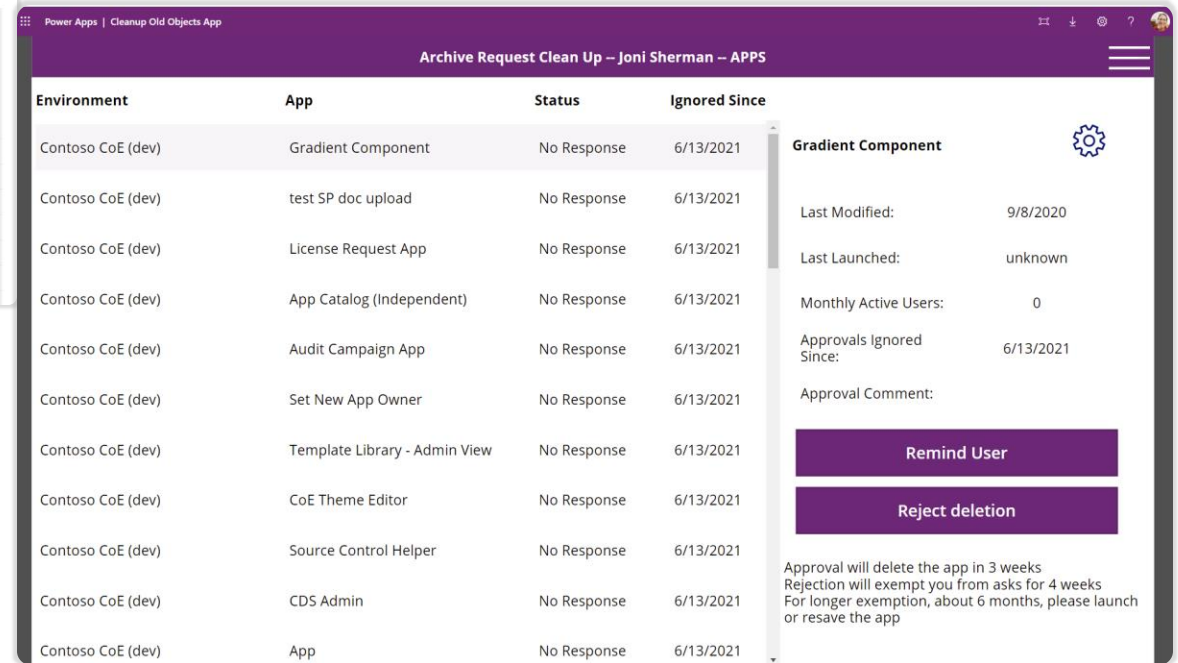 Power Apps | Cleanup Old Objects App
?
Archive Request Clean Up -- Joni Sherman -- APPS
Environment App Status Ignored Since
Contoso CoE (dev) Gradient Component No Response 6/13/2021
Contoso CoE (dev) test SP doc upload No Response 6/13/2021
Contoso CoE (dev) License Request App No Response 6/13/2021
Contoso CoE (dev) App Catalog (Independent) No Response 6/13/2021
Contoso CoE (dev) Audit Campaign App No Response 6/13/2021
Contoso CoE (dev) Set New App Owner No Response 6/13/2021
Contoso CoE (dev) Template Library - Admin View No Response 6/13/2021
Contoso CoE (dev) CoE Theme Editor No Response 6/13/2021
Contoso CoE (dev) Source Control Helper No Response 6/13/2021
Contoso CoE (dev) CDS Admin No Response 6/13/2021
Contoso CoE (dev) App No Response 6/13/2021
Gradient Component
Last Modified: 9/8/2020
Last Launched: unknown
Monthly Active Users: 0
Approvals Ignored
Since: 6/13/2021
Approval Comment:
Remind User
Reject deletion
Approval will delete the app in 3 weeks
Rejection will exempt you from asks for 4 weeks
For longer exemption, about 6 months, please launch
or resave the app